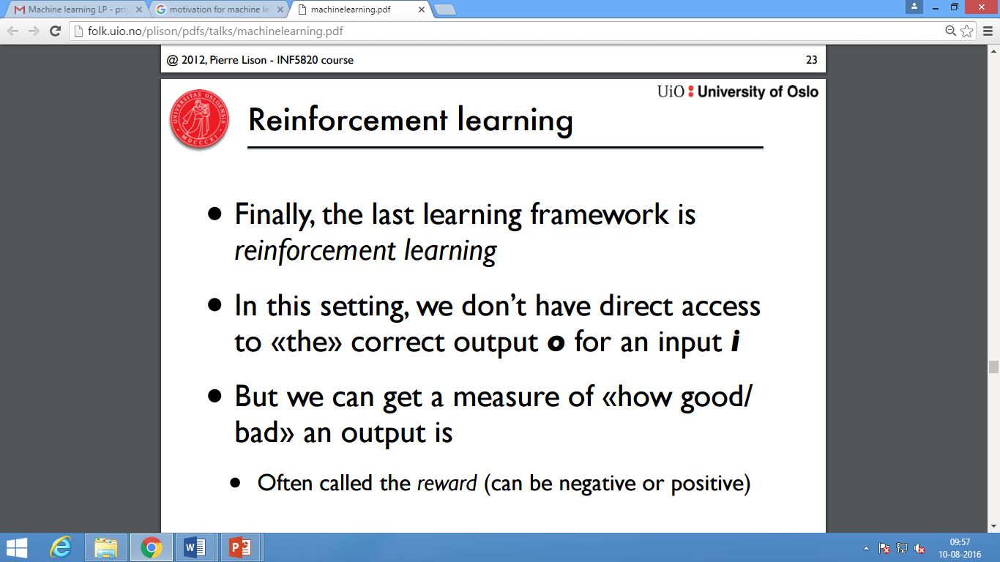 Machine learning LP - priy
motivation for machine le
machinelearning.pdf
folk.uio.no/plison/pdfs/talks/machinelearning.pdf
@ 2012, Pierre Lison - INF5820 course
23
UiO : University of Oslo
UNIVERSITAS OSLOENSIS
MDCCCXI
Reinforcement learning
• Finally, the last learning framework is
reinforcement learning
• In this setting, we don’t have direct access
to «the» correct output o for an input i
• But we can get a measure of «how good/
bad» an output is
• Often called the reward (can be negative or positive)
09:57
10-08-2016